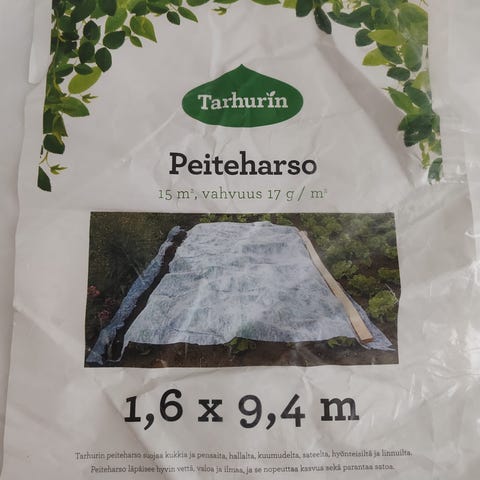 Tarhurin
Peiteharso
15 m², vahvuus 17 g / m²
1,6 x 9,4 m
Tarhurin peiteharso suojaa kukkia ja pensaita, hallalta, kuumudelta, sateelta, hyönteisiltä ja linnuilta.
Peiteharso läpäisee hyvin vettä, valoa ja ilmaa, ja se nopeuttaa kasvua sekä parantaa satoa.